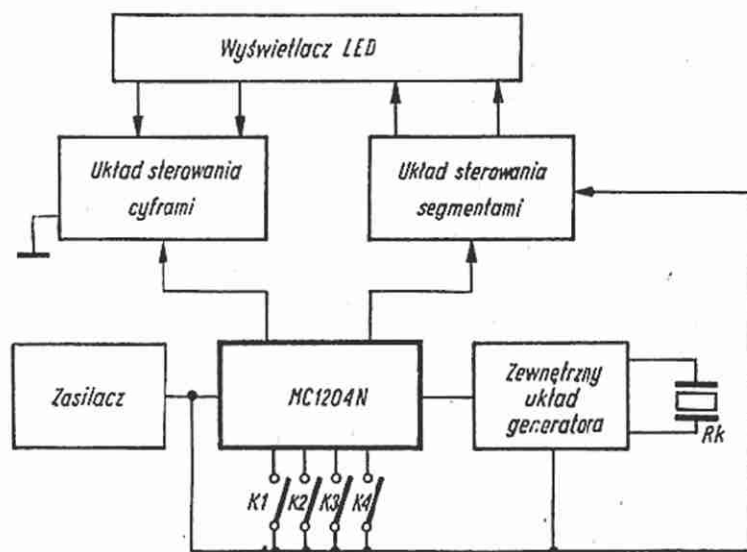 Wyświetlacz LED
Układ sterowania
cyframi
Układ sterowania
segmentami
Zasilacz
MC1204N
Zewnętrzny
układ
generatora
Rk
K1 K2 K3 K4